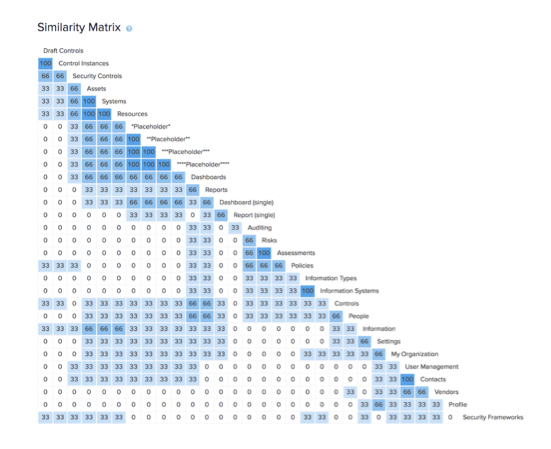 Similarity Matrix ?
Draft Controls
100 Control Instances
66 66 Security Controls
33 33 66 Assets
33 33 66 100 Systems
33 33 66 100 100 Resources
0 0 33 66 66 66 *Placeholder*
0 0 33 66 66 66 100 **Placeholder**
0 0 33 66 66 66 100 100 ***Placeholder***
0 0 33 66 66 66 100 100 100 ****Placeholder****
0 0 33 66 66 66 66 66 66 66 Dashboards
0 0 0 33 33 33 33 33 33 33 66 Reports
0 0 0 33 33 33 66 66 66 66 33 66 Dashboard (single)
0 0 0 0 0 0 33 33 33 33 0 33 66 Report (single)
0 0 0 0 0 0 0 0 0 0 33 33 0 33 Auditing
0 0 0 0 0 0 0 0 0 0 33 33 0 0 66 Risks
0 0 0 0 0 0 0 0 0 0 33 33 0 0 66 100 Assessments
33 33 33 0 0 0 0 0 0 0 33 33 0 0 66 66 66 Policies
0 0 0 0 0 0 0 0 0 0 33 33 0 0 33 33 33 33 Information Types
0 0 0 0 0 0 0 0 0 0 33 33 0 0 33 33 33 33 100 Information Systems
33 33 0 33 33 33 33 33 33 33 66 66 33 0 33 33 33 33 33 33 Controls
0 0 0 33 33 33 33 33 33 33 66 66 33 0 33 33 33 33 33 33 66 People
33 33 33 66 66 66 33 33 33 33 33 33 33 0 0 0 0 0 0 0 33 33 Information
0 0 0 33 33 33 33 33 33 33 33 33 33 0 0 0 0 0 0 0 33 33 66 Settings
0 0 0 33 33 33 33 33 33 33 33 33 33 0 0 0 0 0 33 33 33 33 33 66 My Organization
0 0 33 33 33 33 33 33 33 33 33 0 0 0 0 0 0 0 0 0 0 0 0 33 33 User Management
0 0 33 33 33 33 33 33 33 33 33 0 0 0 0 0 0 0 0 0 0 0 0 33 33 100 Contacts
0 0 0 0 0 0 0 0 0 0 0 0 0 0 0 0 0 0 0 0 0 33 0 33 33 66 66 Vendors
0 0 0 0 0 0 0 0 0 0 0 0 0 0 0 0 0 0 0 0 0 0 33 66 33 33 33 33 Profile
33 33 33 33 33 33 0 0 0 0 0 0 0 0 0 0 0 0 33 33 0 0 33 0 33 33 33 33 0 Security Frameworks